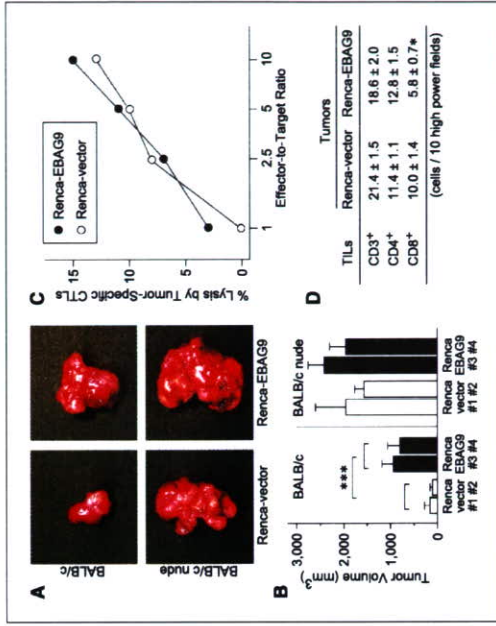 A
BALB/c
BALB/c nude
Renca-vector
Renca-EBAG9
B
Tumor Volume (mm3)
3,000
2,000
1,000
0
BALB/c
BALB/c nude
***
Renca vector #1 #2
Renca EBAG9 #3 #4
Renca vector #1 #2
Renca EBAG9 #3 #4
C
% Lysis by Tumor-Specific CTLs
15
10
5
0
Renca-EBAG9
Renca-vector
1
2.5
5
10
Effector-to-Target Ratio
D
Tumors
TILs Renca-vector Renca-EBAG9
CD3+ 21.4 ± 1.5 18.6 ± 2.0
CD4+ 11.4 ± 1.1 12.8 ± 1.5
CD8+ 10.0 ± 1.4 5.8 ± 0.7*
(cells / 10 high power fields)